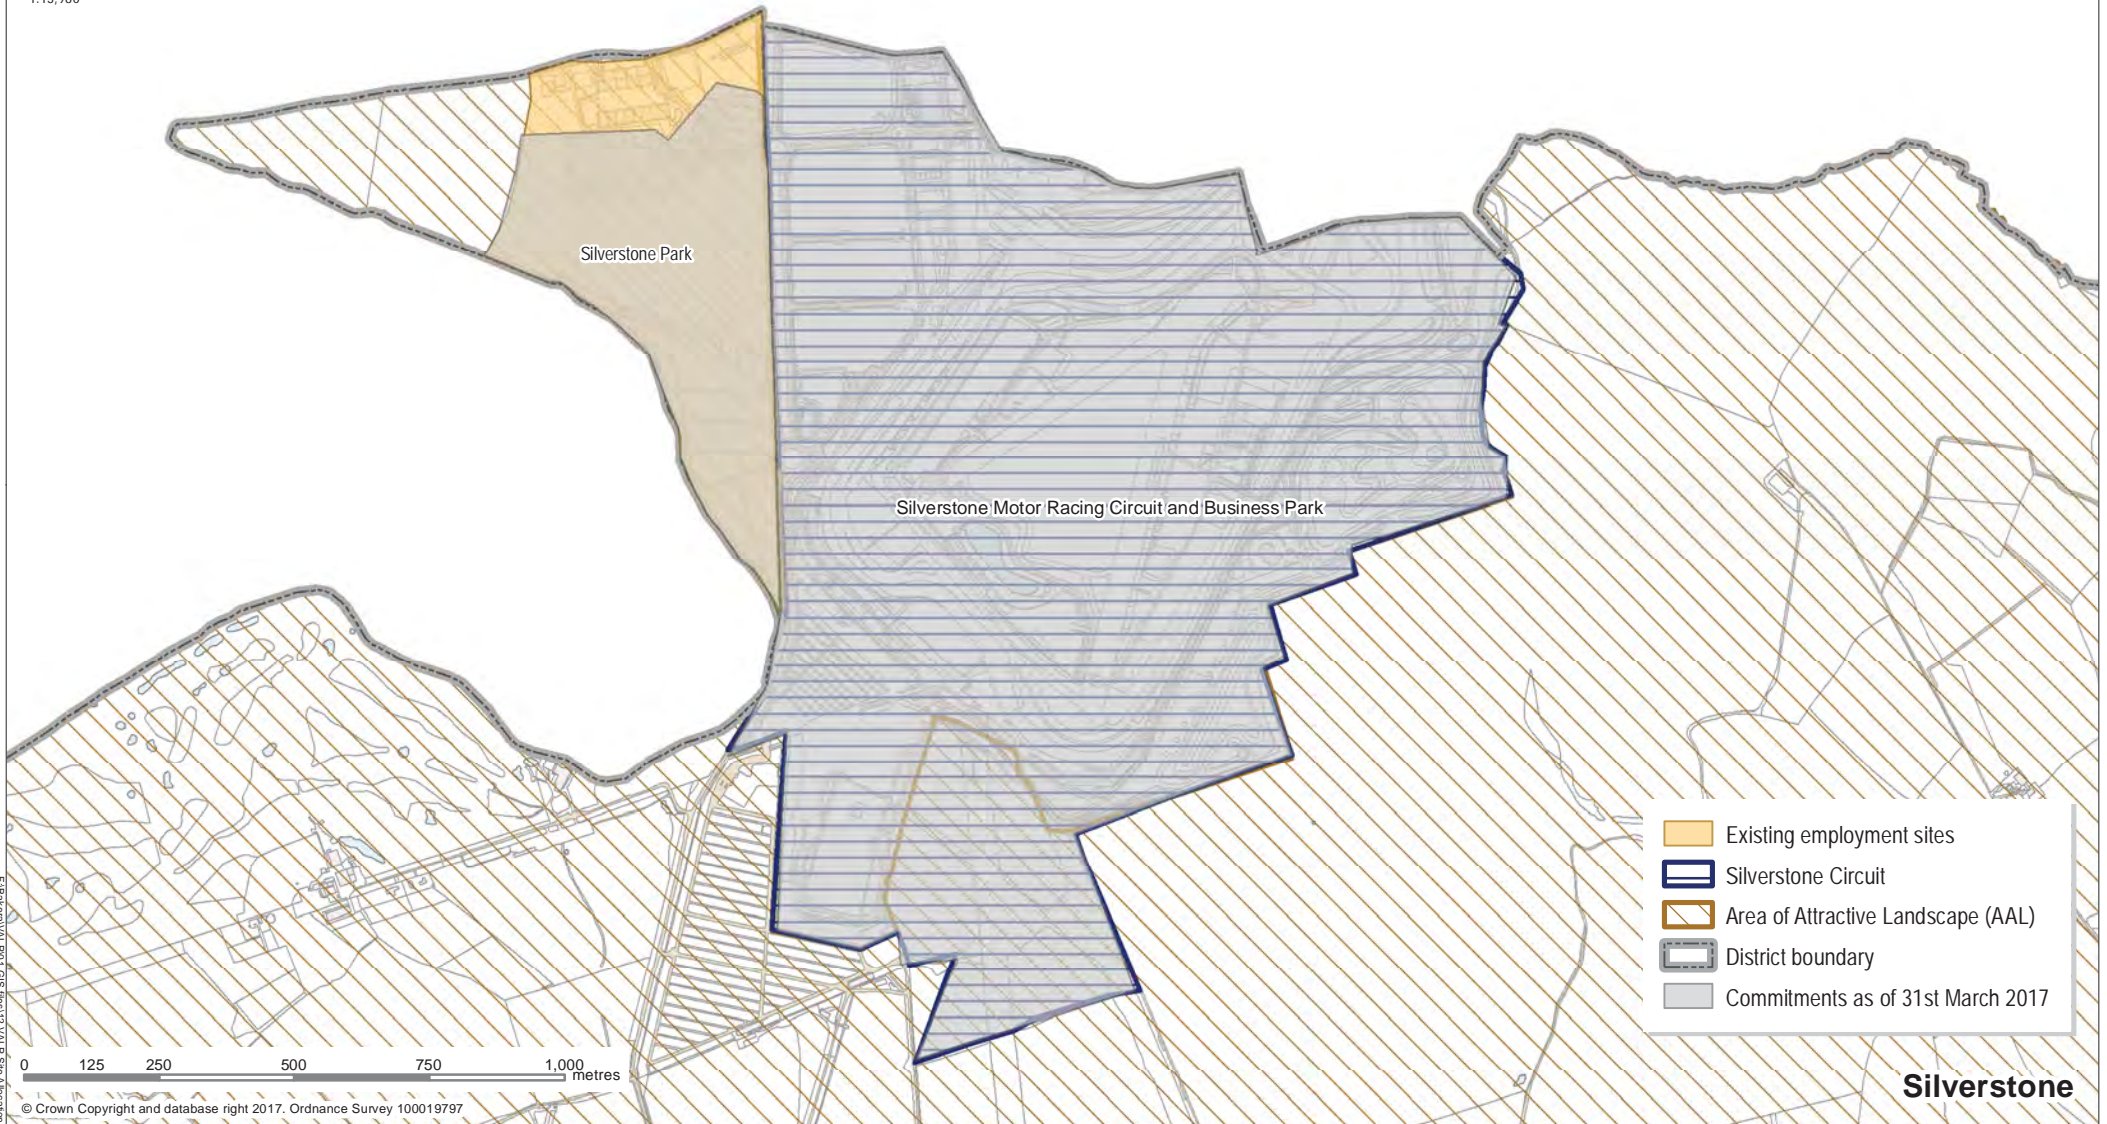 Silverstone Park
Silverstone Motor Racing Circuit and Business Park
Existing employment sites
Silverstone Circuit
Area of Attractive Landscape (AAL)
District boundary
Commitments as of 31st March 2017
0 125 250 500 750 1,000
metres
© Crown Copyright and database right 2017. Ordnance Survey 100019797
Silverstone